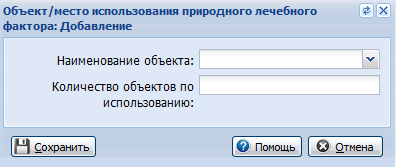 Объект/место использования природного лечебного
фактора: Добавление
Наименование объекта:
Количество объектов по
использованию:
Сохранить
Помощь
Отмена